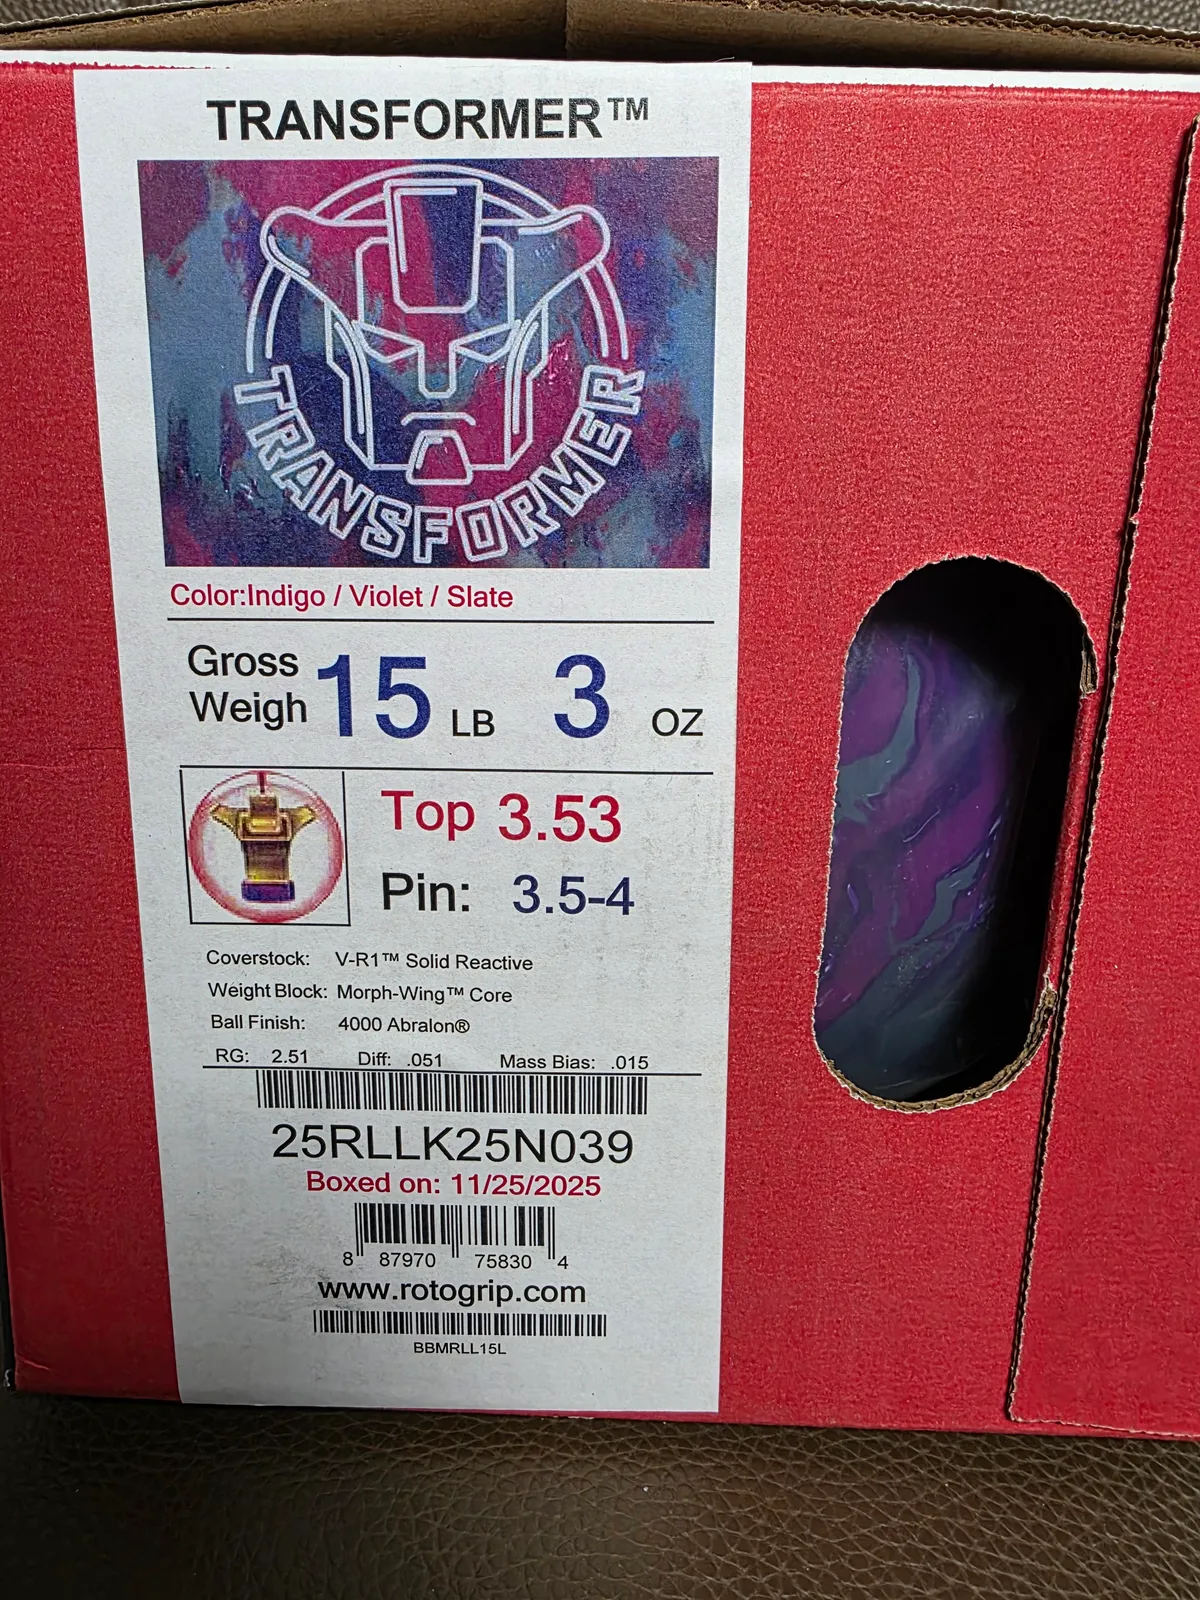 TRANSFORMER™
TRANSFORMER
Color:Indigo / Violet / Slate
Gross
Weigh 15 LB 3 OZ
Top 3.53
Pin: 3.5-4
Coverstock: V-R1™ Solid Reactive
Weight Block: Morph-Wing™ Core
Ball Finish: 4000 Abralon®
RG: 2.51 Diff: .051 Mass Bias: .015
25RLLK25N039
Boxed on: 11/25/2025
8 87970 75830 4
www.rotogrip.com
BBMRLL15L